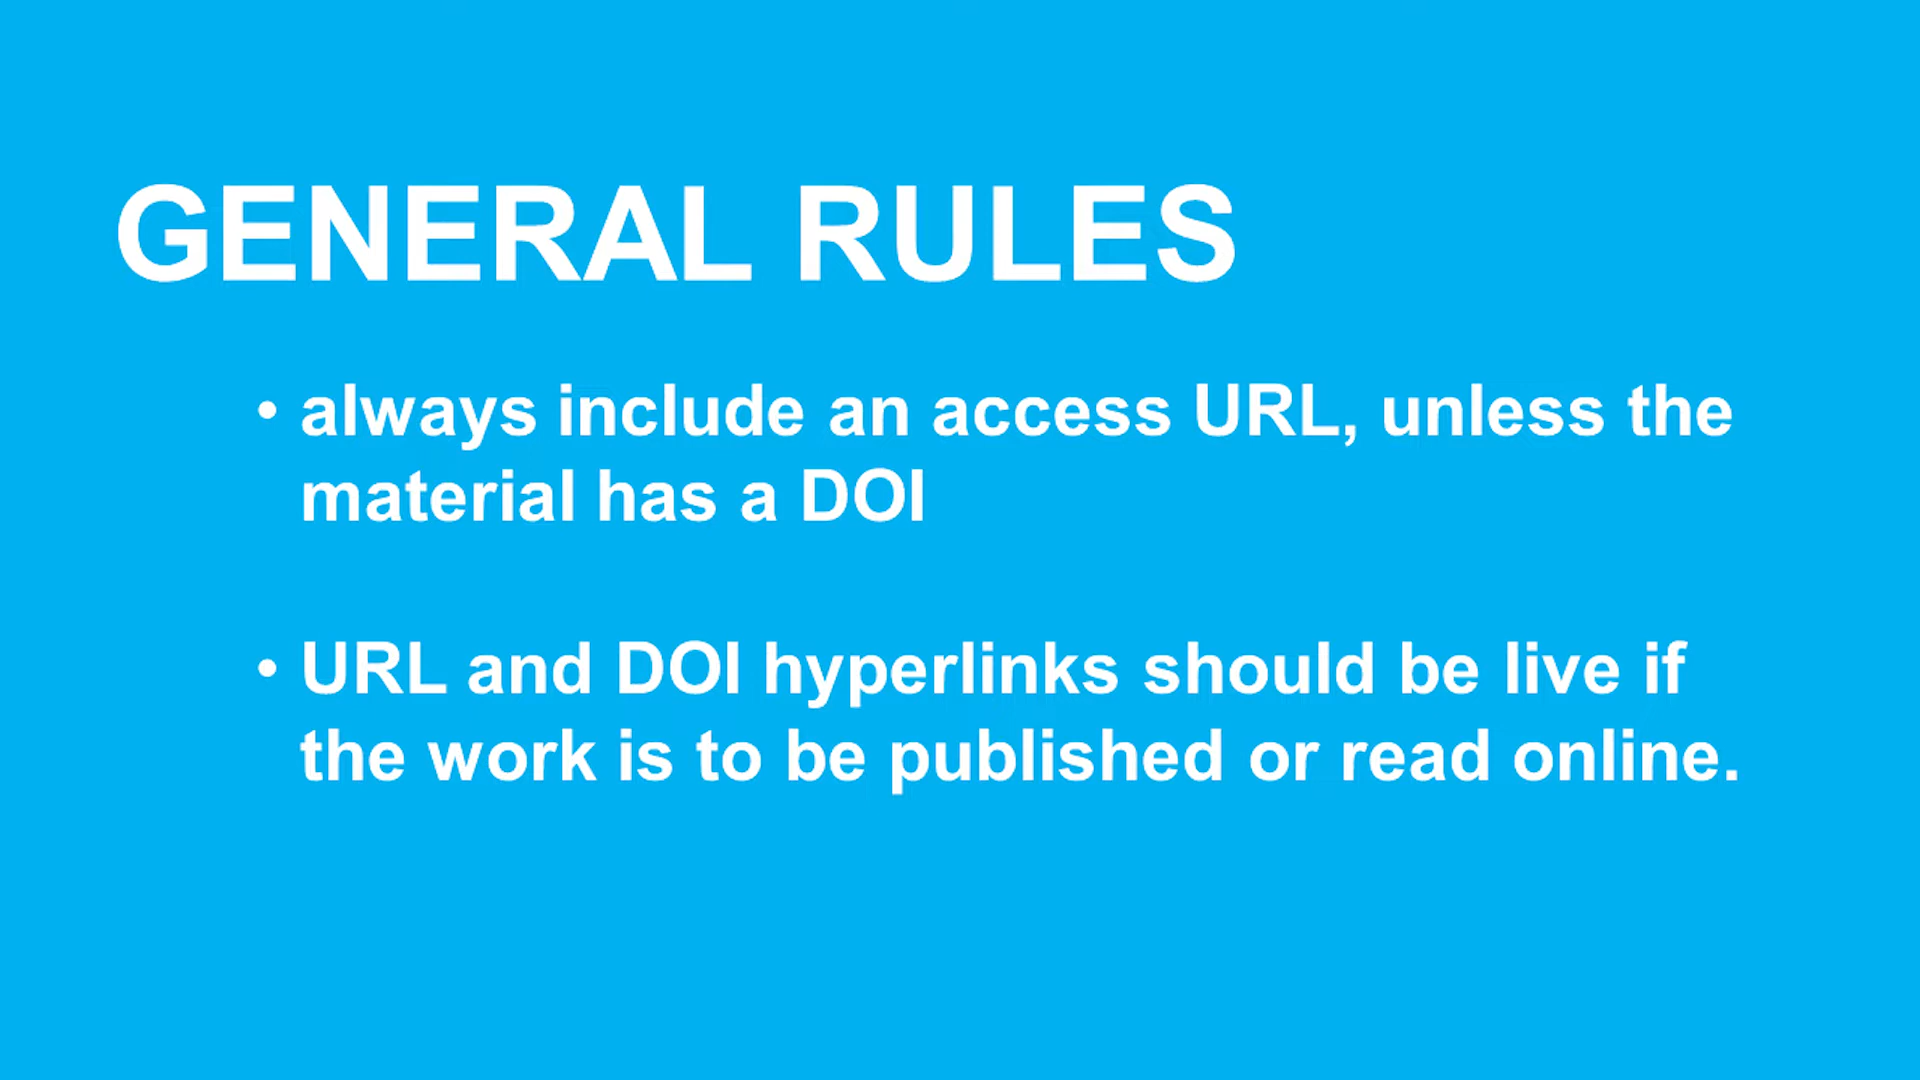 GENERAL RULES
• always include an access URL, unless the
material has a DOI
• URL and DOI hyperlinks should be live if
the work is to be published or read online.